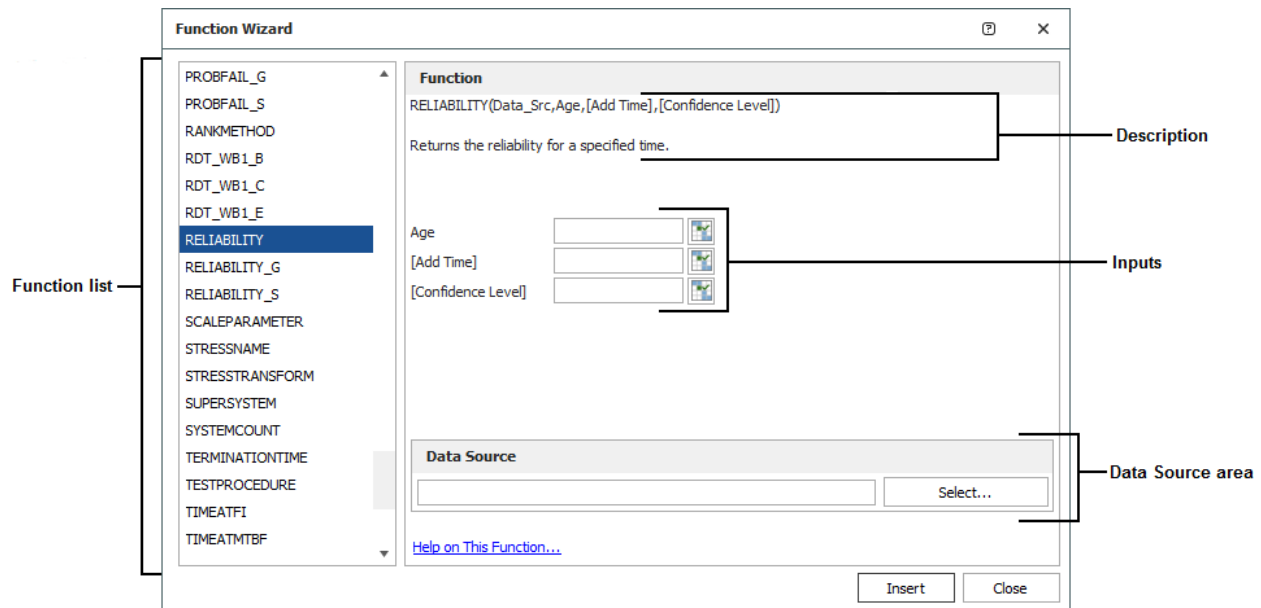 Function Wizard
PROBFAIL_G
PROBFAIL_S
RANKMETHOD
RDT_WB1_B
RDT_WB1_C
RDT_WB1_E
RELIABILITY
RELIABILITY_G
RELIABILITY_S
SCALEPARAMETER
STRESSNAME
STRESSTRANSFORM
SUPERSYSTEM
SYSTEMCOUNT
TERMINATIONTIME
TESTPROCEDURE
TIMEATFI
TIMEATMTBF
Function list
Function
RELIABILITY(Data_Src,Age,[Add Time],[Confidence Level])
Returns the reliability for a specified time.
Description
Age
[Add Time]
[Confidence Level]
Inputs
Data Source
Select...
Data Source area
Help on This Function...
Insert
Close